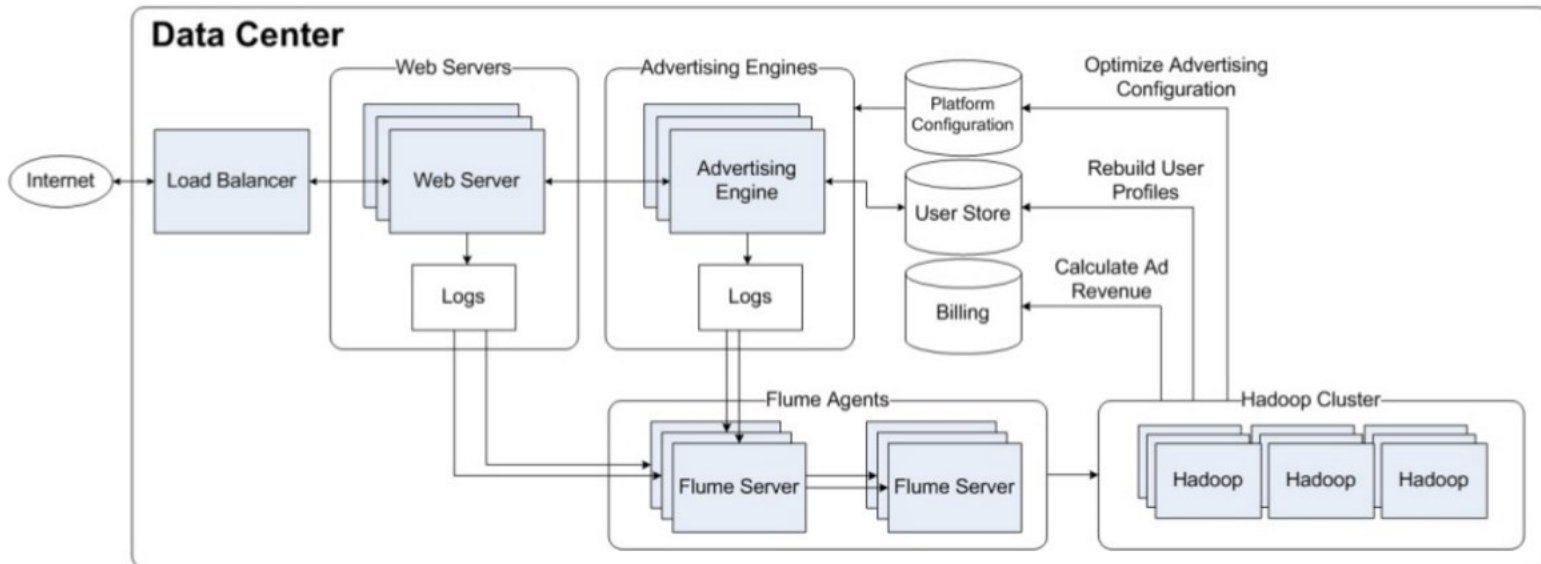 Data Center
Web Servers
Advertising Engines
Optimize Advertising
Configuration
Platform
Configuration
Internet
Load Balancer
Web Server
Advertising
Engine
Rebuild User
Profiles
User Store
Logs
Logs
Calculate Ad
Revenue
Billing
Flume Agents
Hadoop Cluster
Flume Server
Flume Server
Hadoop
Hadoop
Hadoop